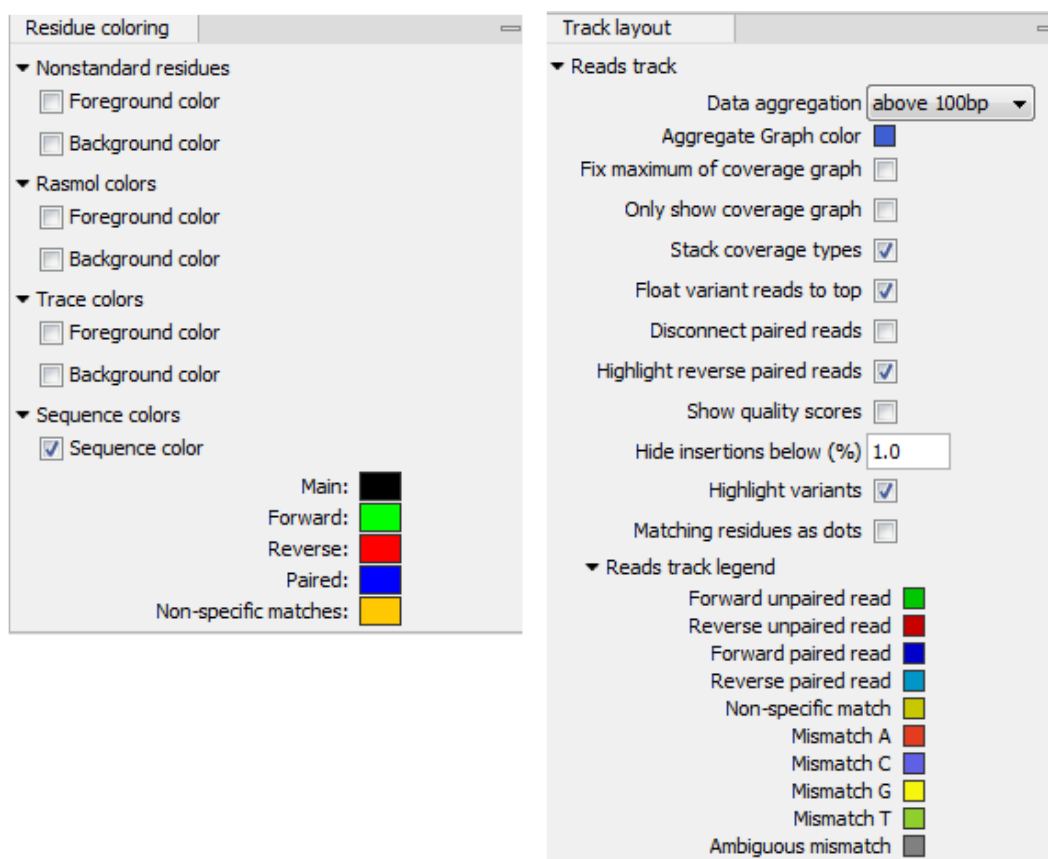 Residue coloring
Nonstandard residues
Foreground color
Background color
Rasmol colors
Foreground color
Background color
Trace colors
Foreground color
Background color
Sequence colors
Sequence color
Main:
Forward:
Reverse:
Paired:
Non-specific matches:
Track layout
Reads track
Data aggregation above 100bp
Aggregate Graph color
Fix maximum of coverage graph
Only show coverage graph
Stack coverage types
Float variant reads to top
Disconnect paired reads
Highlight reverse paired reads
Show quality scores
Hide insertions below (%) 1.0
Highlight variants
Matching residues as dots
Reads track legend
Forward unpaired read
Reverse unpaired read
Forward paired read
Reverse paired read
Non-specific match
Mismatch A
Mismatch C
Mismatch G
Mismatch T
Ambiguous mismatch